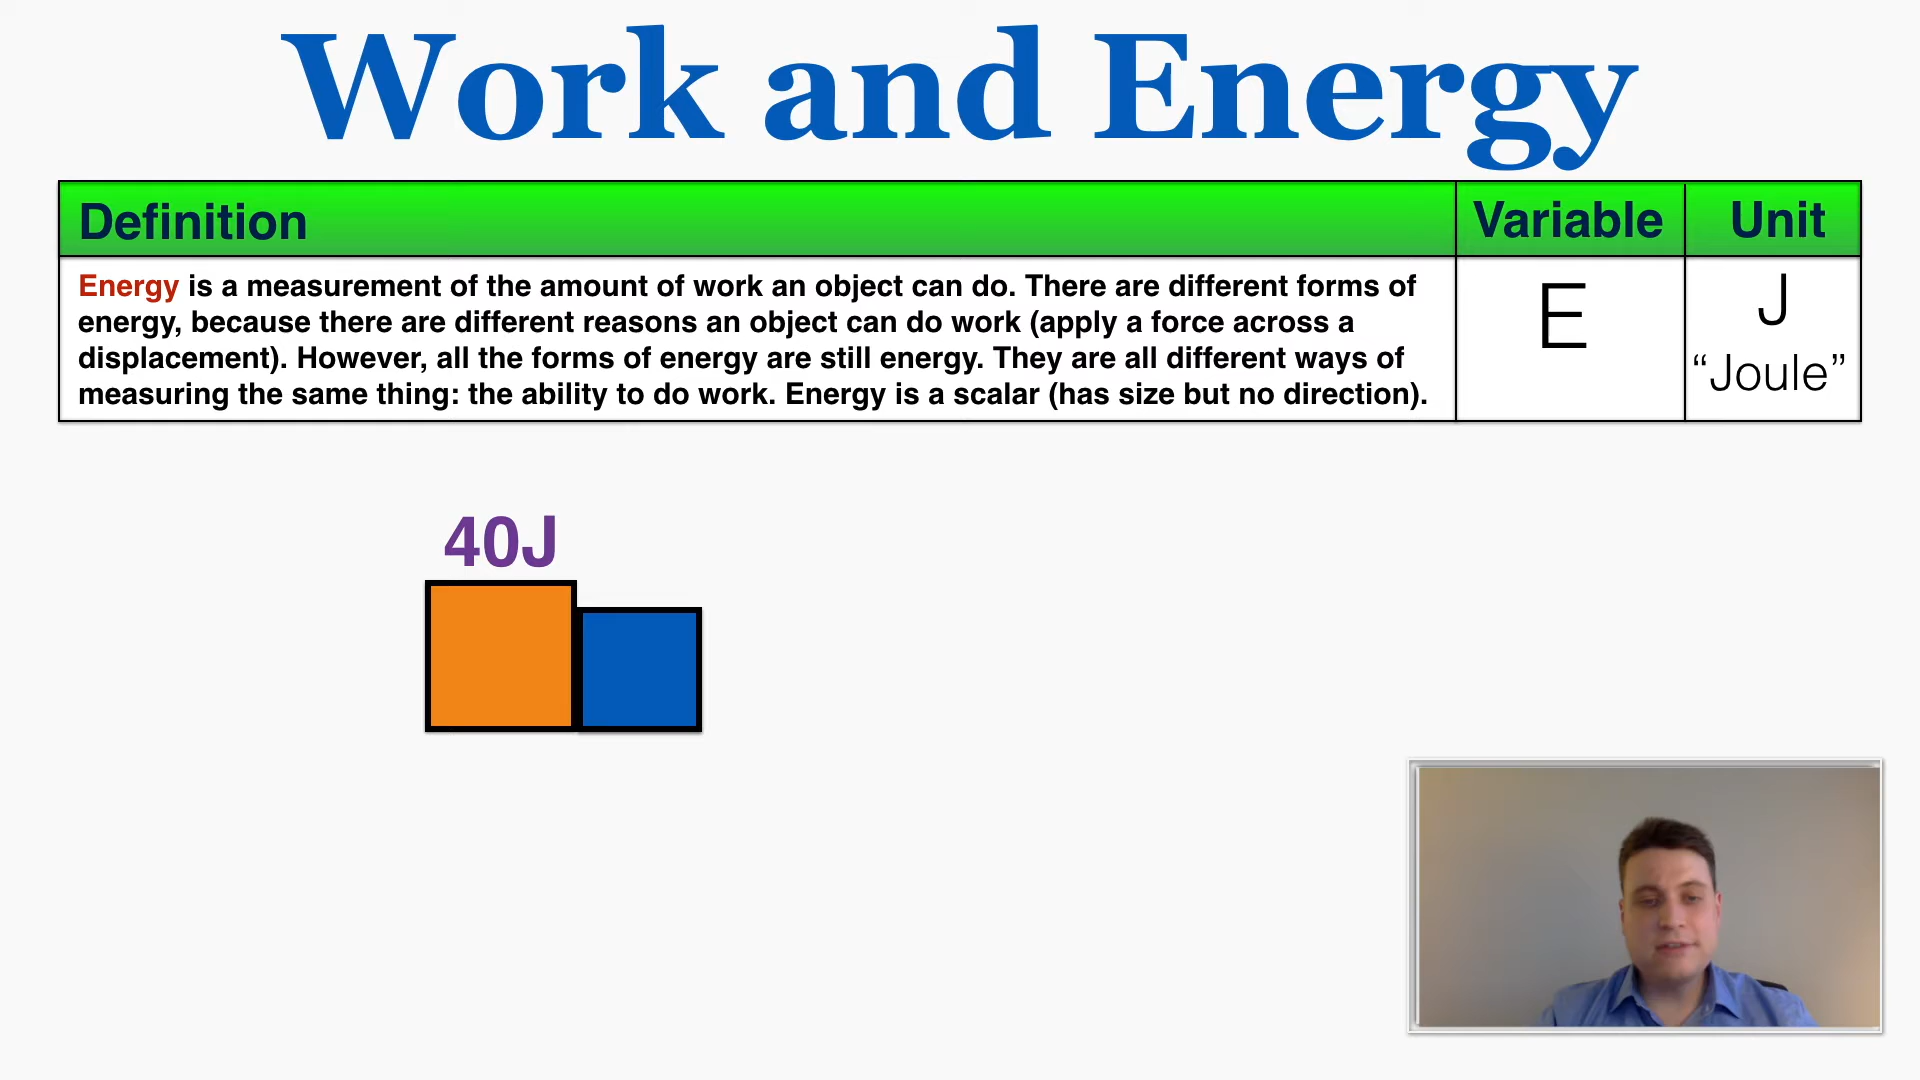 Work and Energy
Definition Variable Unit
Energy is a measurement of the amount of work an object can do. There are different forms of
energy, because there are different reasons an object can do work (apply a force across a
displacement). However, all the forms of energy are still energy. They are all different ways of
measuring the same thing: the ability to do work. Energy is a scalar (has size but no direction).
E
J
“Joule”
40J